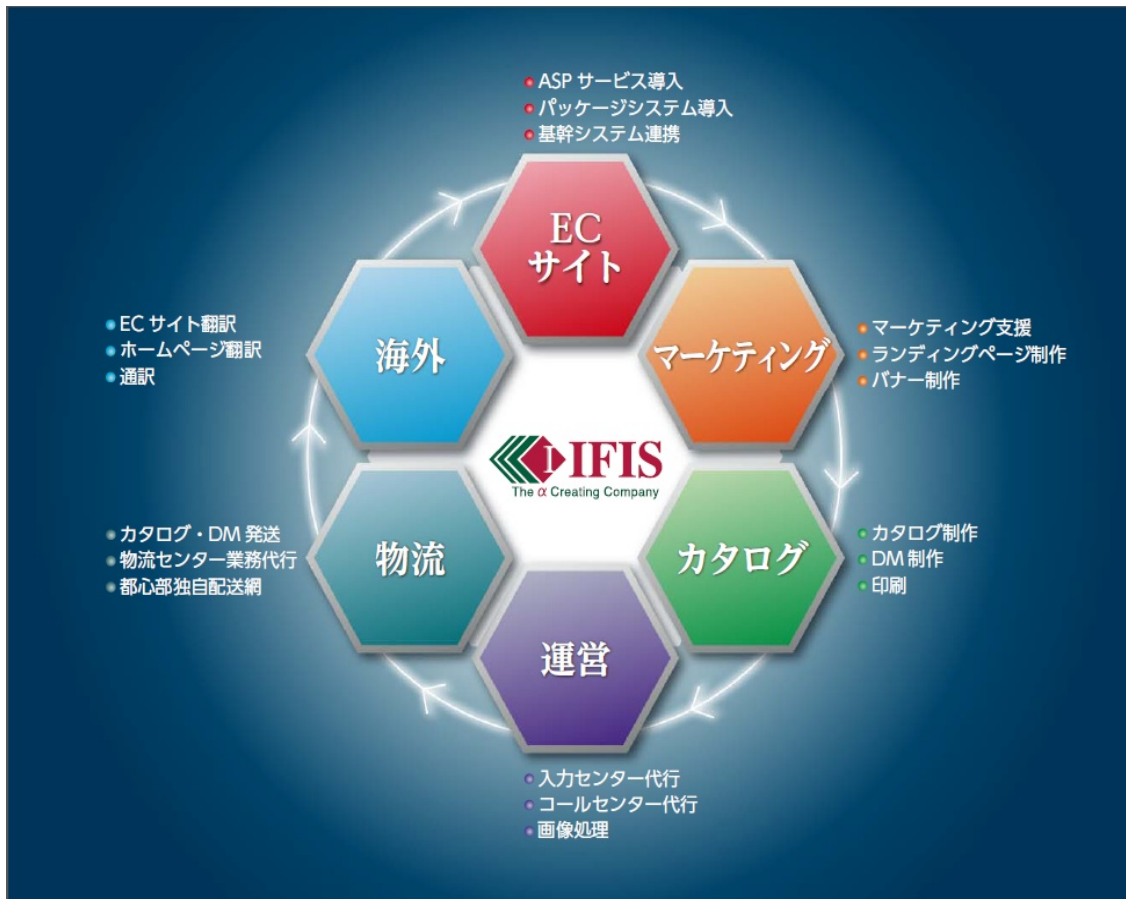 ASP サービス導入
パッケージシステム導入
基幹システム連携
EC
サイト
マーケティング
マーケティング支援
ランディングページ制作
バナー制作
カタログ
カタログ制作
DM 制作
印刷
運営
入力センター代行
コールセンター代行
画像処理
物流
カタログ・DM 発送
物流センター業務代行
都心部独自配送網
海外
EC サイト翻訳
ホームページ翻訳
通訳
I IFIS
The α Creating Company